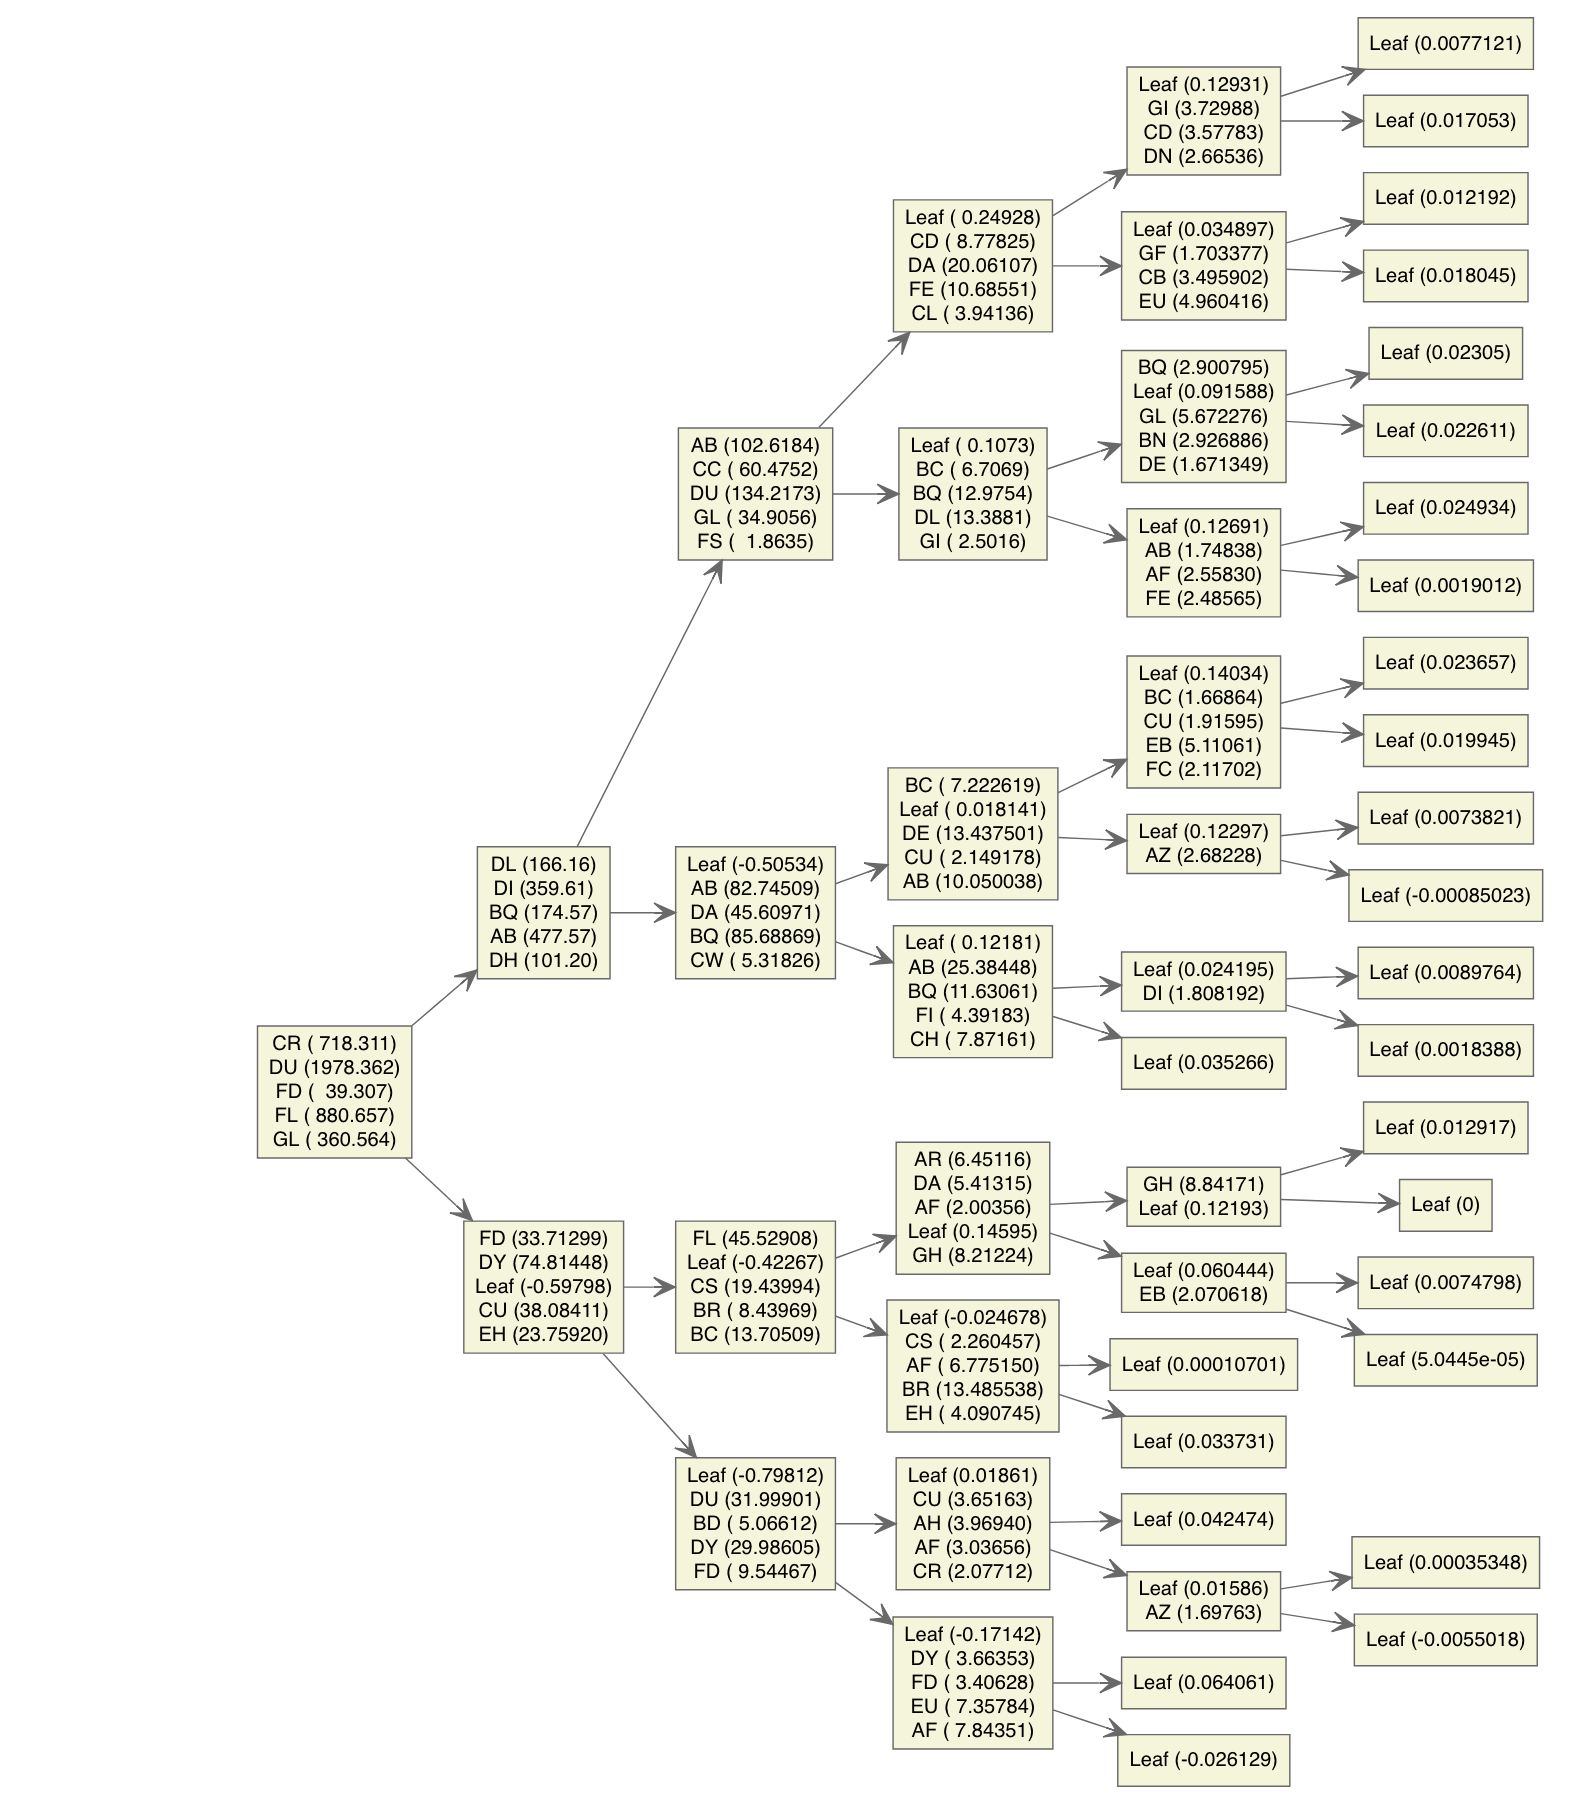 Leaf (0.0077121)
Leaf (0.12931)
GI (3.72988)
CD (3.57783)
DN (2.66536)
Leaf (0.017053)
Leaf (0.012192)
Leaf ( 0.24928)
CD ( 8.77825)
DA (20.06107)
FE (10.68551)
CL ( 3.94136)
Leaf (0.034897)
GF (1.703377)
CB (3.495902)
EU (4.960416)
Leaf (0.018045)
Leaf (0.02305)
BQ (2.900795)
Leaf (0.091588)
GL (5.672276)
BN (2.926886)
DE (1.671349)
Leaf (0.022611)
AB (102.6184)
CC ( 60.4752)
DU (134.2173)
GL ( 34.9056)
FS (  1.8635)
Leaf ( 0.1073)
BC ( 6.7069)
BQ (12.9754)
DL (13.3881)
GI ( 2.5016)
Leaf (0.024934)
Leaf (0.12691)
AB (1.74838)
AF (2.55830)
FE (2.48565)
Leaf (0.0019012)
Leaf (0.023657)
Leaf (0.14034)
BC (1.66864)
CU (1.91595)
EB (5.11061)
FC (2.11702)
Leaf (0.019945)
BC ( 7.222619)
Leaf ( 0.018141)
DE (13.437501)
CU ( 2.149178)
AB (10.050038)
Leaf (0.0073821)
Leaf (0.12297)
AZ (2.68228)
Leaf (-0.00085023)
DL (166.16)
DI (359.61)
BQ (174.57)
AB (477.57)
DH (101.20)
Leaf (-0.50534)
AB (82.74509)
DA (45.60971)
BQ (85.68869)
CW ( 5.31826)
Leaf ( 0.12181)
AB (25.38448)
BQ (11.63061)
FI ( 4.39183)
CH ( 7.87161)
Leaf (0.024195)
DI (1.808192)
Leaf (0.0089764)
Leaf (0.0018388)
Leaf (0.035266)
CR ( 718.311)
DU (1978.362)
FD (  39.307)
FL ( 880.657)
GL ( 360.564)
Leaf (0.012917)
AR (6.45116)
DA (5.41315)
AF (2.00356)
Leaf (0.14595)
GH (8.21224)
GH (8.84171)
Leaf (0.12193)
Leaf (0)
FD (33.71299)
DY (74.81448)
Leaf (-0.59798)
CU (38.08411)
EH (23.75920)
FL (45.52908)
Leaf (-0.42267)
CS (19.43994)
BR ( 8.43969)
BC (13.70509)
Leaf (0.060444)
EB (2.070618)
Leaf (0.0074798)
Leaf (5.0445e-05)
Leaf (-0.024678)
CS ( 2.260457)
AF ( 6.775150)
BR (13.485538)
EH ( 4.090745)
Leaf (0.00010701)
Leaf (0.033731)
Leaf (-0.79812)
DU (31.99901)
BD ( 5.06612)
DY (29.98605)
FD ( 9.54467)
Leaf (0.01861)
CU (3.65163)
AH (3.96940)
AF (3.03656)
CR (2.07712)
Leaf (0.042474)
Leaf (0.01586)
AZ (1.69763)
Leaf (0.00035348)
Leaf (-0.0055018)
Leaf (-0.17142)
DY ( 3.66353)
FD ( 3.40628)
EU ( 7.35784)
AF ( 7.84351)
Leaf (0.064061)
Leaf (-0.026129)